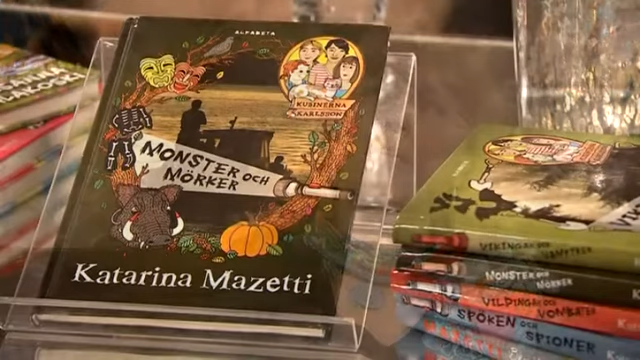 ALFABETA
KUSINERNA
KARLSSON
MONSTER OCH
MÖRKER
Katarina Mazetti
VIKINGAR OCH
VAMPYRER
MONSTER OCH
MÖRKER
VILDINGAR OCH
VOMBATER
SPÖKEN OCH
SPIONER